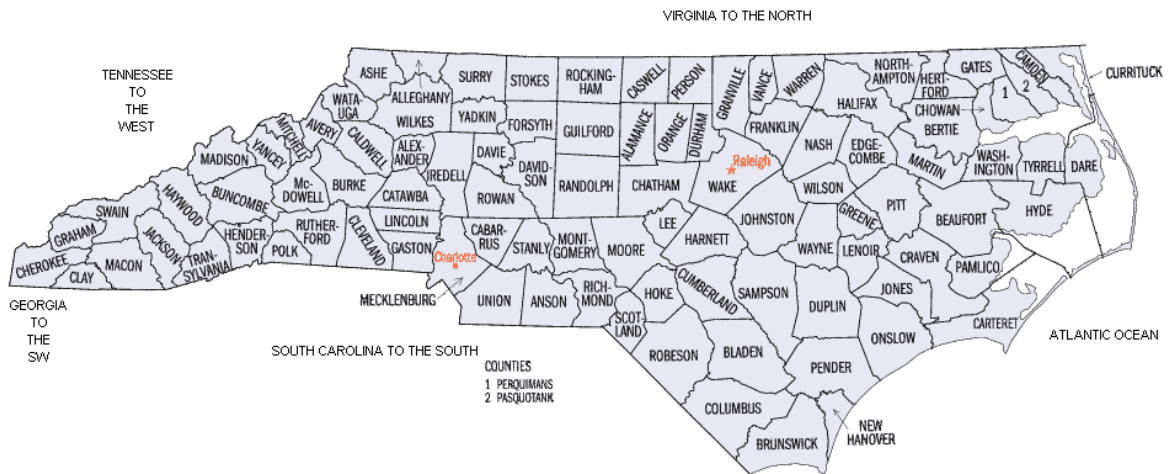 VIRGINIA TO THE NORTH
TENNESSEE
TO
THE
WEST
ASHE
ALLEGHANY
SURRY
STOKES
ROCKING-
HAM
CASWELL
PERSON
GRANVILLE
VANCE
WARREN
NORTH-
AMPTON
HERT-
FORD
GATES
CAMDEN
CURRITUCK
WATA-
UGA
WILKES
YADKIN
FORSYTH
GUILFORD
ALAMANCE
ORANGE
DURHAM
FRANKLIN
HALIFAX
CHOWAN
BERTIE
1
2
MITCHELL
AVERY
CALDWELL
ALEX-
ANDER
IREDELL
DAVIE
DAVID-
SON
RANDOLPH
CHATHAM
Raleigh
WAKE
NASH
EDGE-
COMBE
MARTIN
WASH-
INGTON
TYRRELL
DARE
MADISON
YANCEY
Mc-
DOWELL
BURKE
CATAWBA
ROWAN
WILSON
PITT
BEAUFORT
HYDE
SWAIN
HAYWOOD
BUNCOMBE
RUTHER-
FORD
CLEVELAND
LINCOLN
GASTON
CABAR-
RUS
STANLY
MONT-
GOMERY
MOORE
LEE
HARNETT
JOHNSTON
WAYNE
GREENE
LENOIR
CRAVEN
PAMLICO
GRAHAM
CHEROKEE
CLAY
MACON
JACKSON
TRAN-
SYLVANIA
HENDER-
SON
POLK
Charlotte
MECKLENBURG
UNION
ANSON
RICH-
MOND
SCOT-
LAND
HOKE
CUMBERLAND
SAMPSON
DUPLIN
JONES
ONSLOW
CARTERET
GEORGIA
TO
THE
SW
SOUTH CAROLINA TO THE SOUTH
ATLANTIC OCEAN
ROBESON
BLADEN
PENDER
COLUMBUS
BRUNSWICK
NEW
HANOVER
COUNTIES
1 PERQUIMANS
2 PASQUOTANK